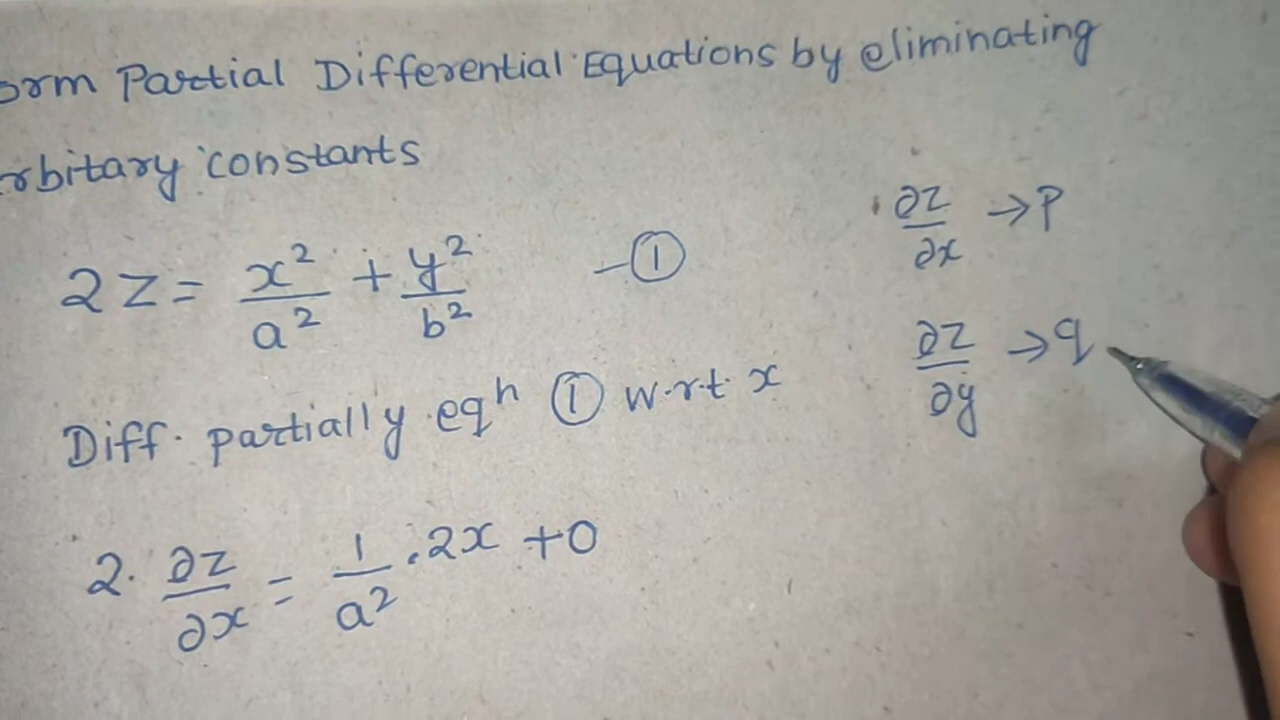 orm Partial Differential Equations by eliminating
rbitary constants
2z = x²/a² + y²/b² —①
∂z/∂x → P
∂z/∂y → q
Diff. partially eqⁿ ① w.r.t. x
2. ∂z/∂x = 1/a² . 2x + 0